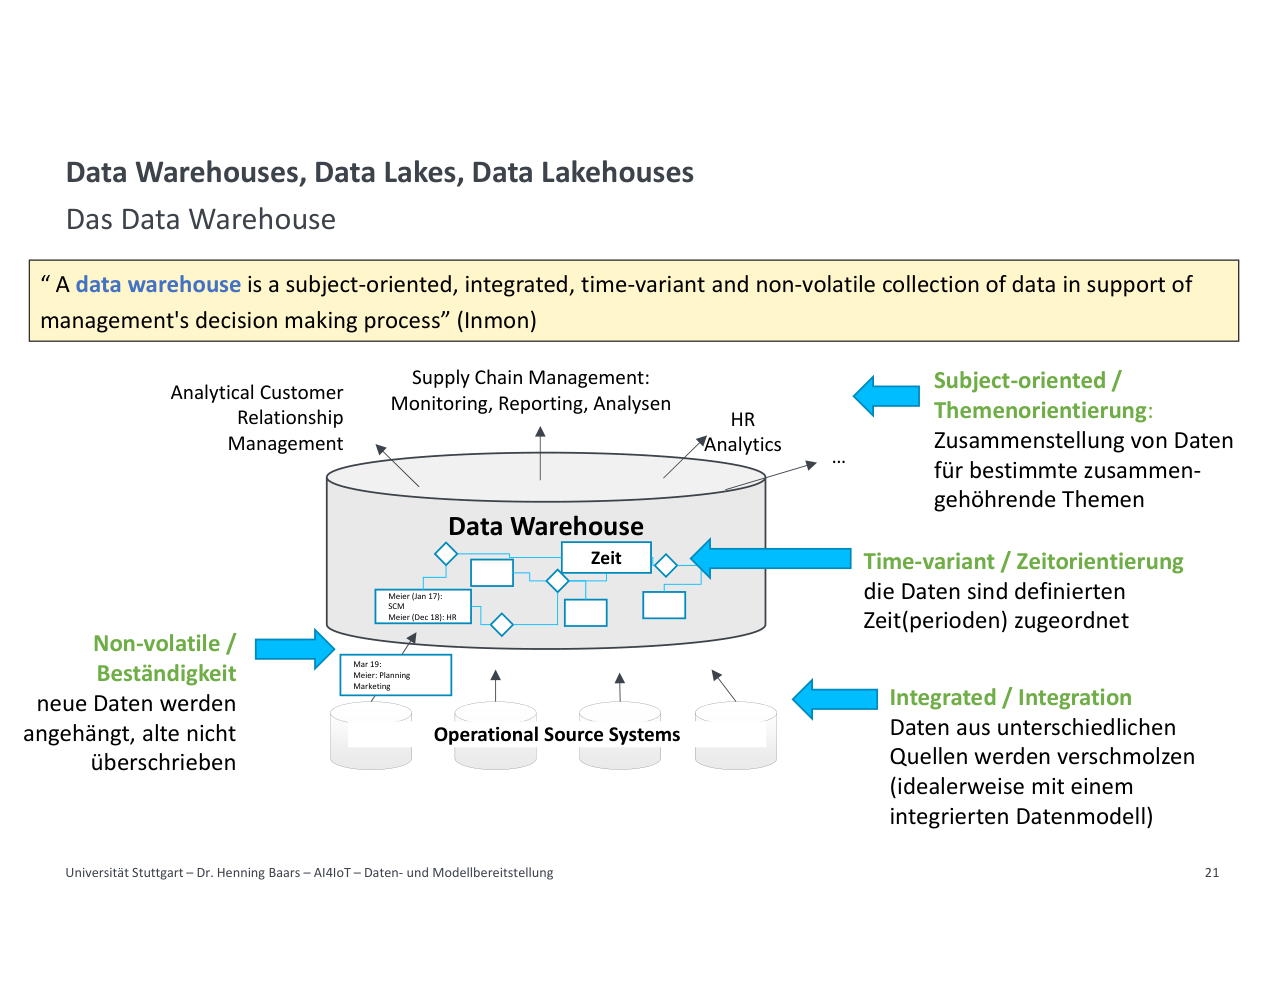 Data Warehouses, Data Lakes, Data Lakehouses
Das Data Warehouse
“ A data warehouse is a subject-oriented, integrated, time-variant and non-volatile collection of data in support of
management's decision making process” (Inmon)
Analytical Customer
Relationship
Management
Supply Chain Management:
Monitoring, Reporting, Analysen
HR
Analytics
...
Subject-oriented /
Themenorientierung:
Zusammenstellung von Daten
für bestimmte zusammen-
gehöhrende Themen
Data Warehouse
Zeit
Meier (Jan 17):
SCM
Meier (Dec 18): HR
Time-variant / Zeitorientierung
die Daten sind definierten
Zeit(perioden) zugeordnet
Non-volatile /
Beständigkeit
neue Daten werden
angehängt, alte nicht
überschrieben
Mar 19:
Meier: Planning
Marketing
Operational Source Systems
Integrated / Integration
Daten aus unterschiedlichen
Quellen werden verschmolzen
(idealerweise mit einem
integrierten Datenmodell)
Universität Stuttgart – Dr. Henning Baars – AI4IoT – Daten- und Modellbereitstellung
21